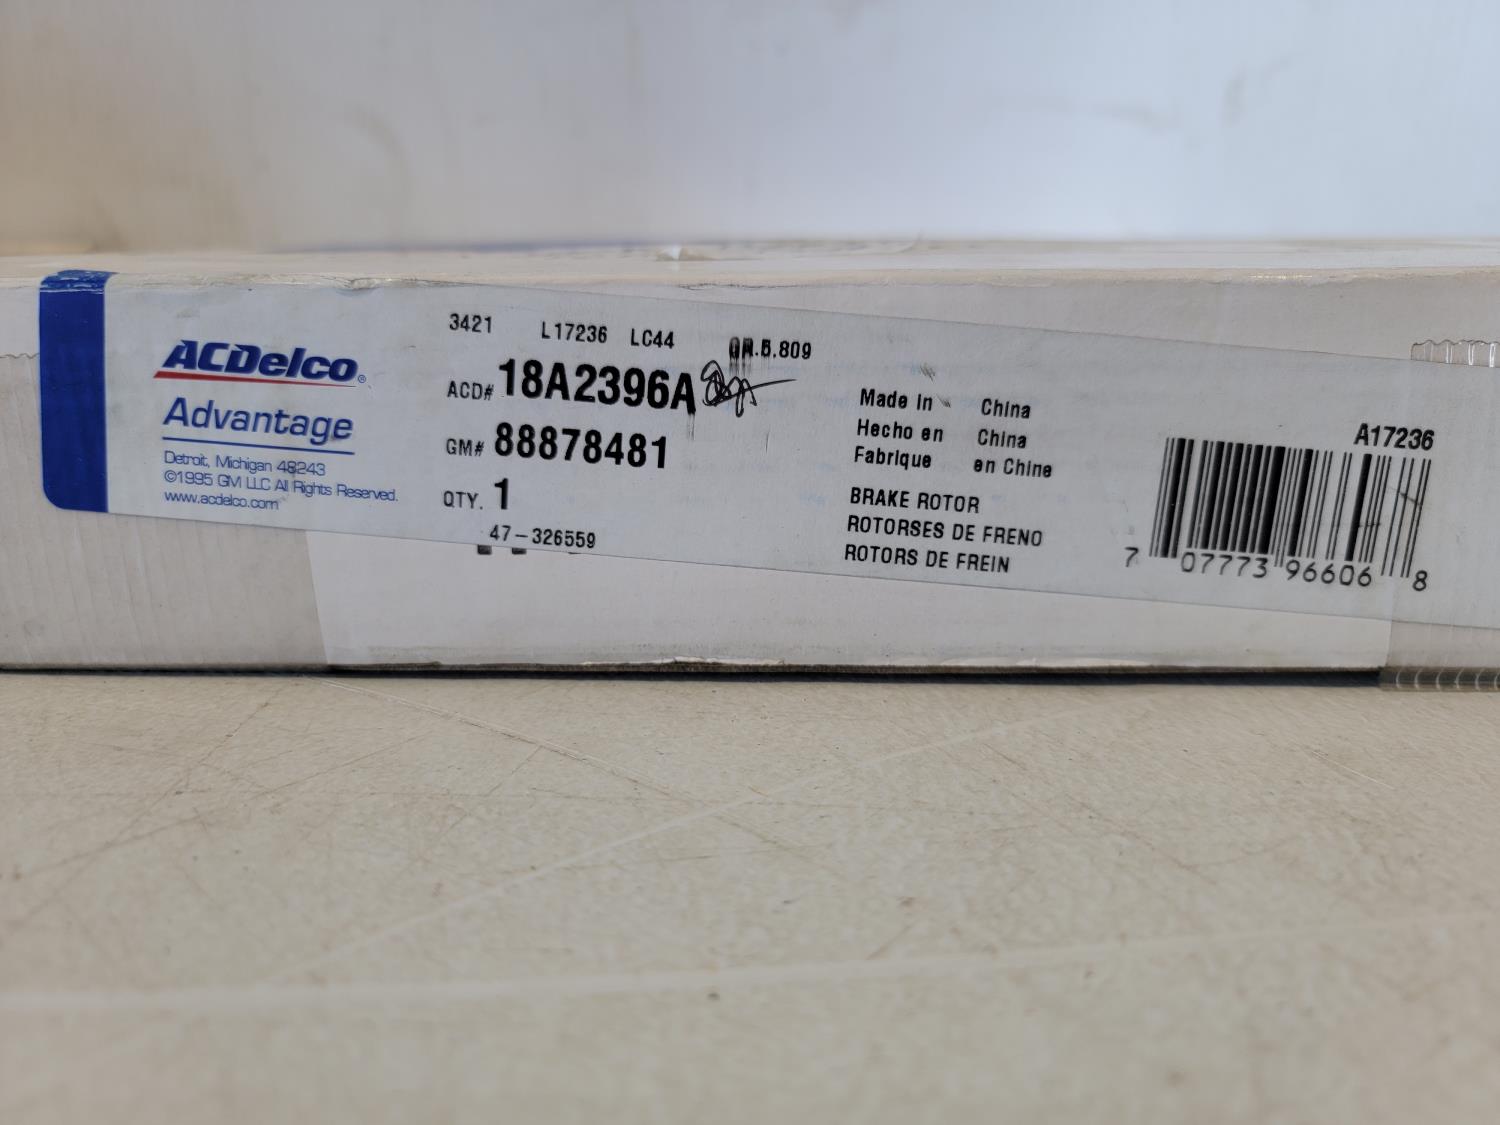 ACDelco®
Advantage
Detroit, Michigan 48243
©1995 GM LLC All Rights Reserved.
www.acdelco.com
3421 L17236 LC44 .809
ACD# 18A2396A
GM# 88878481
QTY. 1
47-326559
Made in China
Hecho en China
Fabrique en Chine
BRAKE ROTOR
ROTORSES DE FRENO
ROTORS DE FREIN
A17236
7 07773 96606 8